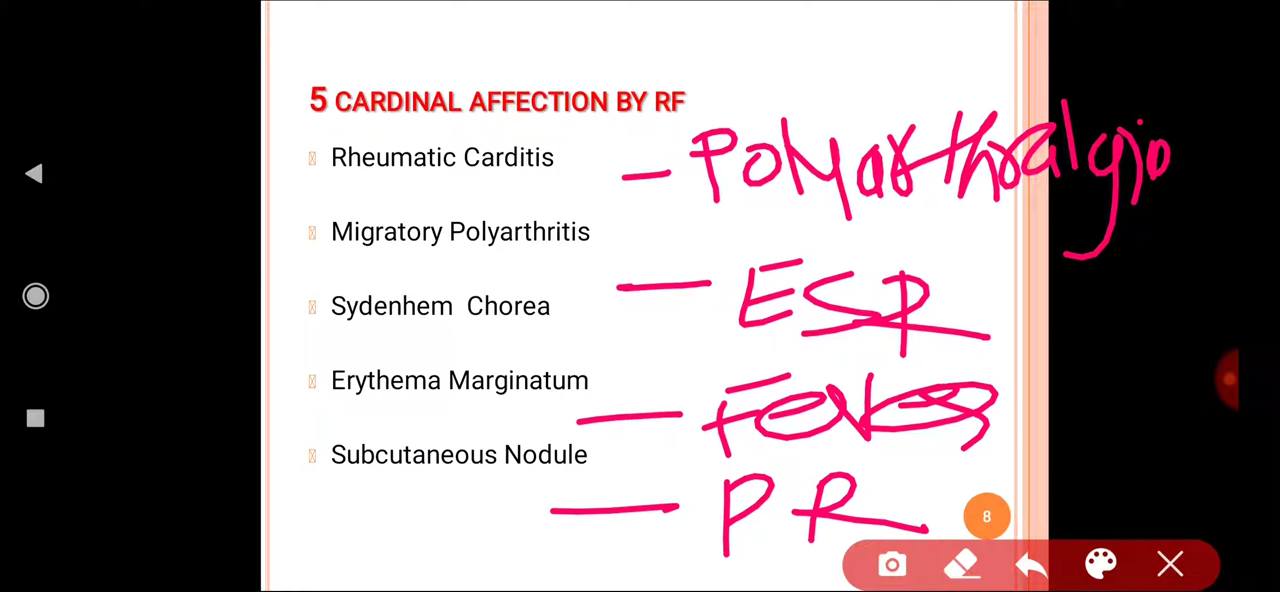 5 CARDINAL AFFECTION BY RF
Rheumatic Carditis
– Polyarthralgia
Migratory Polyarthritis
– ESR
Sydenhem Chorea
Erythema Marginatum
– Fever
Subcutaneous Nodule
– PR
8